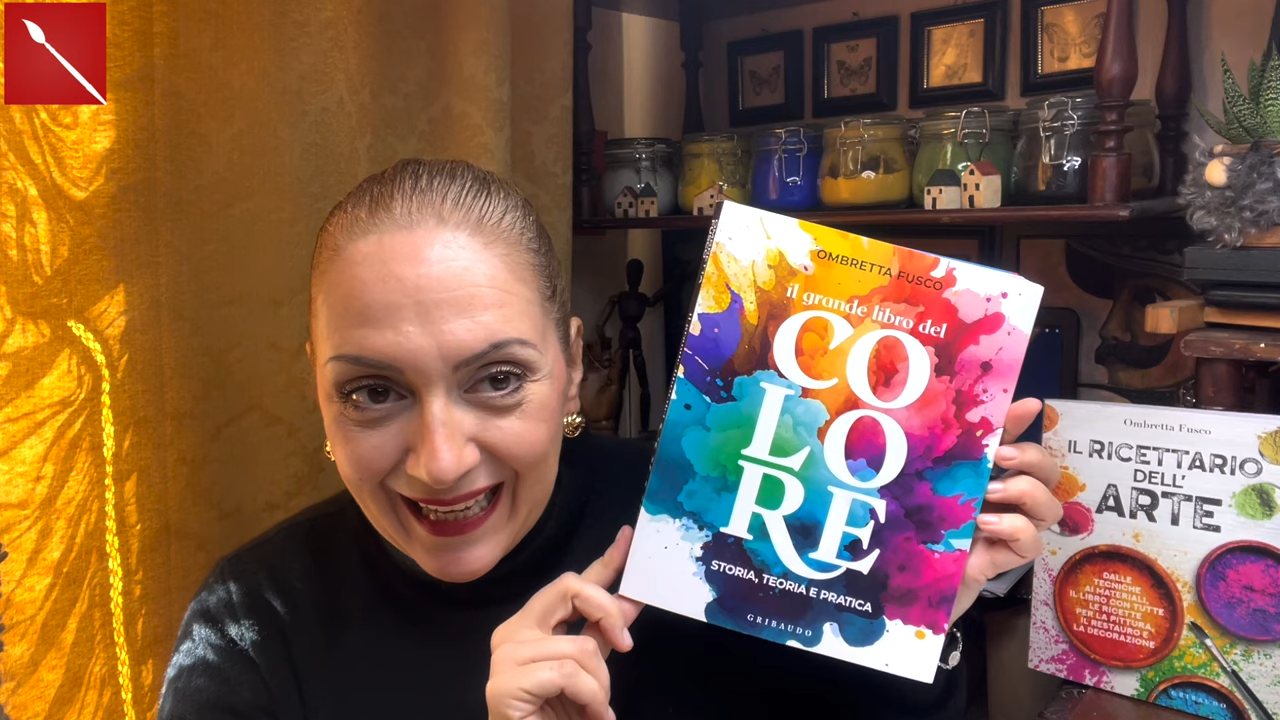 OMBRETTA FUSCO
il grande libro del
CO
LO
RE
STORIA, TEORIA E PRATICA
GRIBAUDO
Ombretta Fusco
IL RICETTARIO
DELL'
ARTE
DALLE
TECNICHE
AI MATERIALI,
IL LIBRO CON TUTTE
LE RICETTE
PER LA PITTURA,
IL RESTAURO E
LA DECORAZIONE
GRIBAUDO